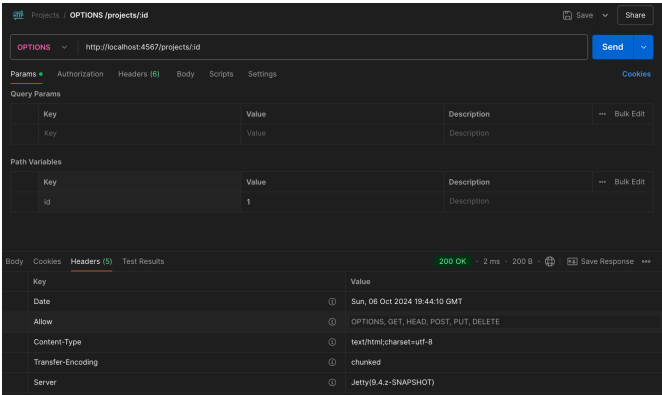 HTTP Projects / OPTIONS /projects/:id Save Share
OPTIONS http://localhost:4567/projects/:id Send
Params Authorization Headers (6) Body Scripts Settings Cookies
Query Params
Key Value Description ••• Bulk Edit
Key Value Description
Path Variables
Key Value Description ••• Bulk Edit
id 1 Description
Body Cookies Headers (5) Test Results 200 OK • 2 ms • 200 B • Save Response •••
Key Value
Date Sun, 06 Oct 2024 19:44:10 GMT
Allow OPTIONS, GET, HEAD, POST, PUT, DELETE
Content-Type text/html;charset=utf-8
Transfer-Encoding chunked
Server Jetty(9.4.z-SNAPSHOT)